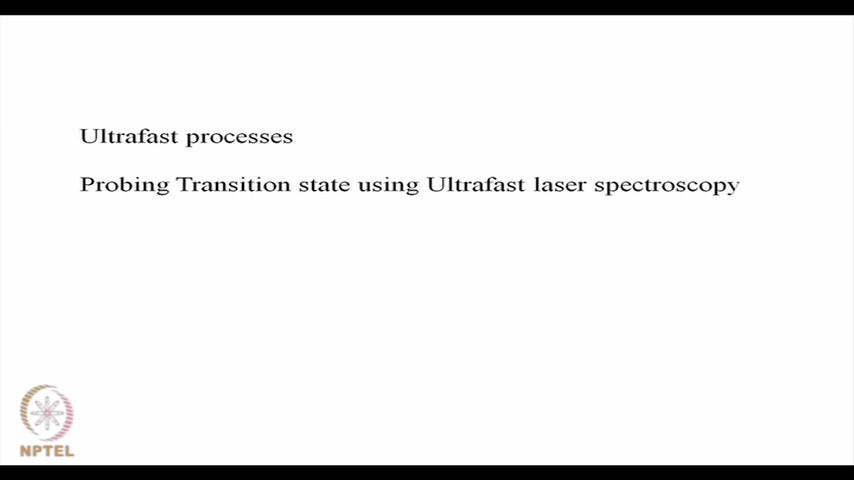 Ultrafast processes
Probing Transition state using Ultrafast laser spectroscopy
NPTEL